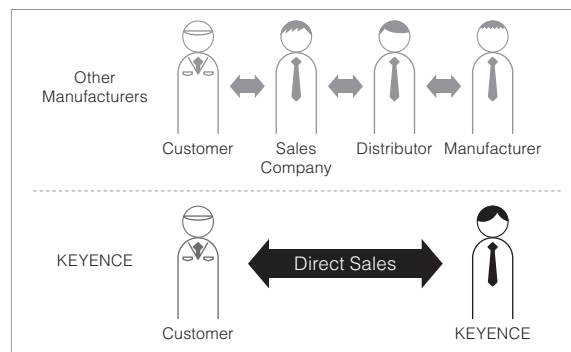 Other
Manufacturers
Customer
Sales
Company
Distributor
Manufacturer
KEYENCE
Direct Sales
Customer
KEYENCE